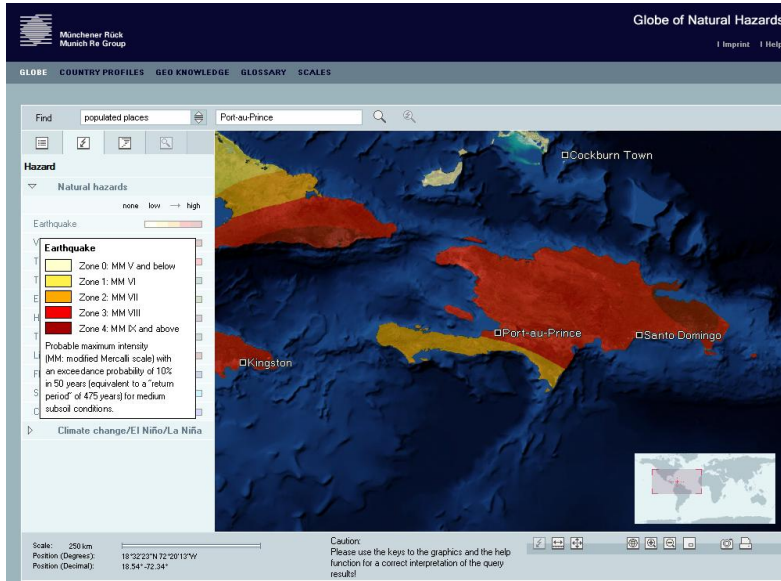 Münchener Rück
Munich Re Group
Globe of Natural Hazards
I Imprint I Help
GLOBE COUNTRY PROFILES GEO KNOWLEDGE GLOSSARY SCALES
Find populated places Port-au-Prince
Hazard
Natural hazards
none low → high
Earthquake
V
Earthquake
T
Zone 0: MM V and below
T
Zone 1: MM VI
E
Zone 2: MM VII
H
Zone 3: MM VIII
T
Zone 4: MM IX and above
Probable maximum intensity
(MM: modified Mercalli scale) with
an exceedance probability of 10%
in 50 years (equivalent to a "return
period" of 475 years) for medium
subsoil conditions.
Li
Fl
S
C
Climate change/El Niño/La Niña
Cockburn Town
Port-au-Prince
Santo Domingo
Kingston
Scale: 250 km
Position (Degrees): 18°32'23"N 72°20'13"W
Position (Decimal): 18.54° -72.34°
Caution:
Please use the keys to the graphics and the help
function for a correct interpretation of the query
results!